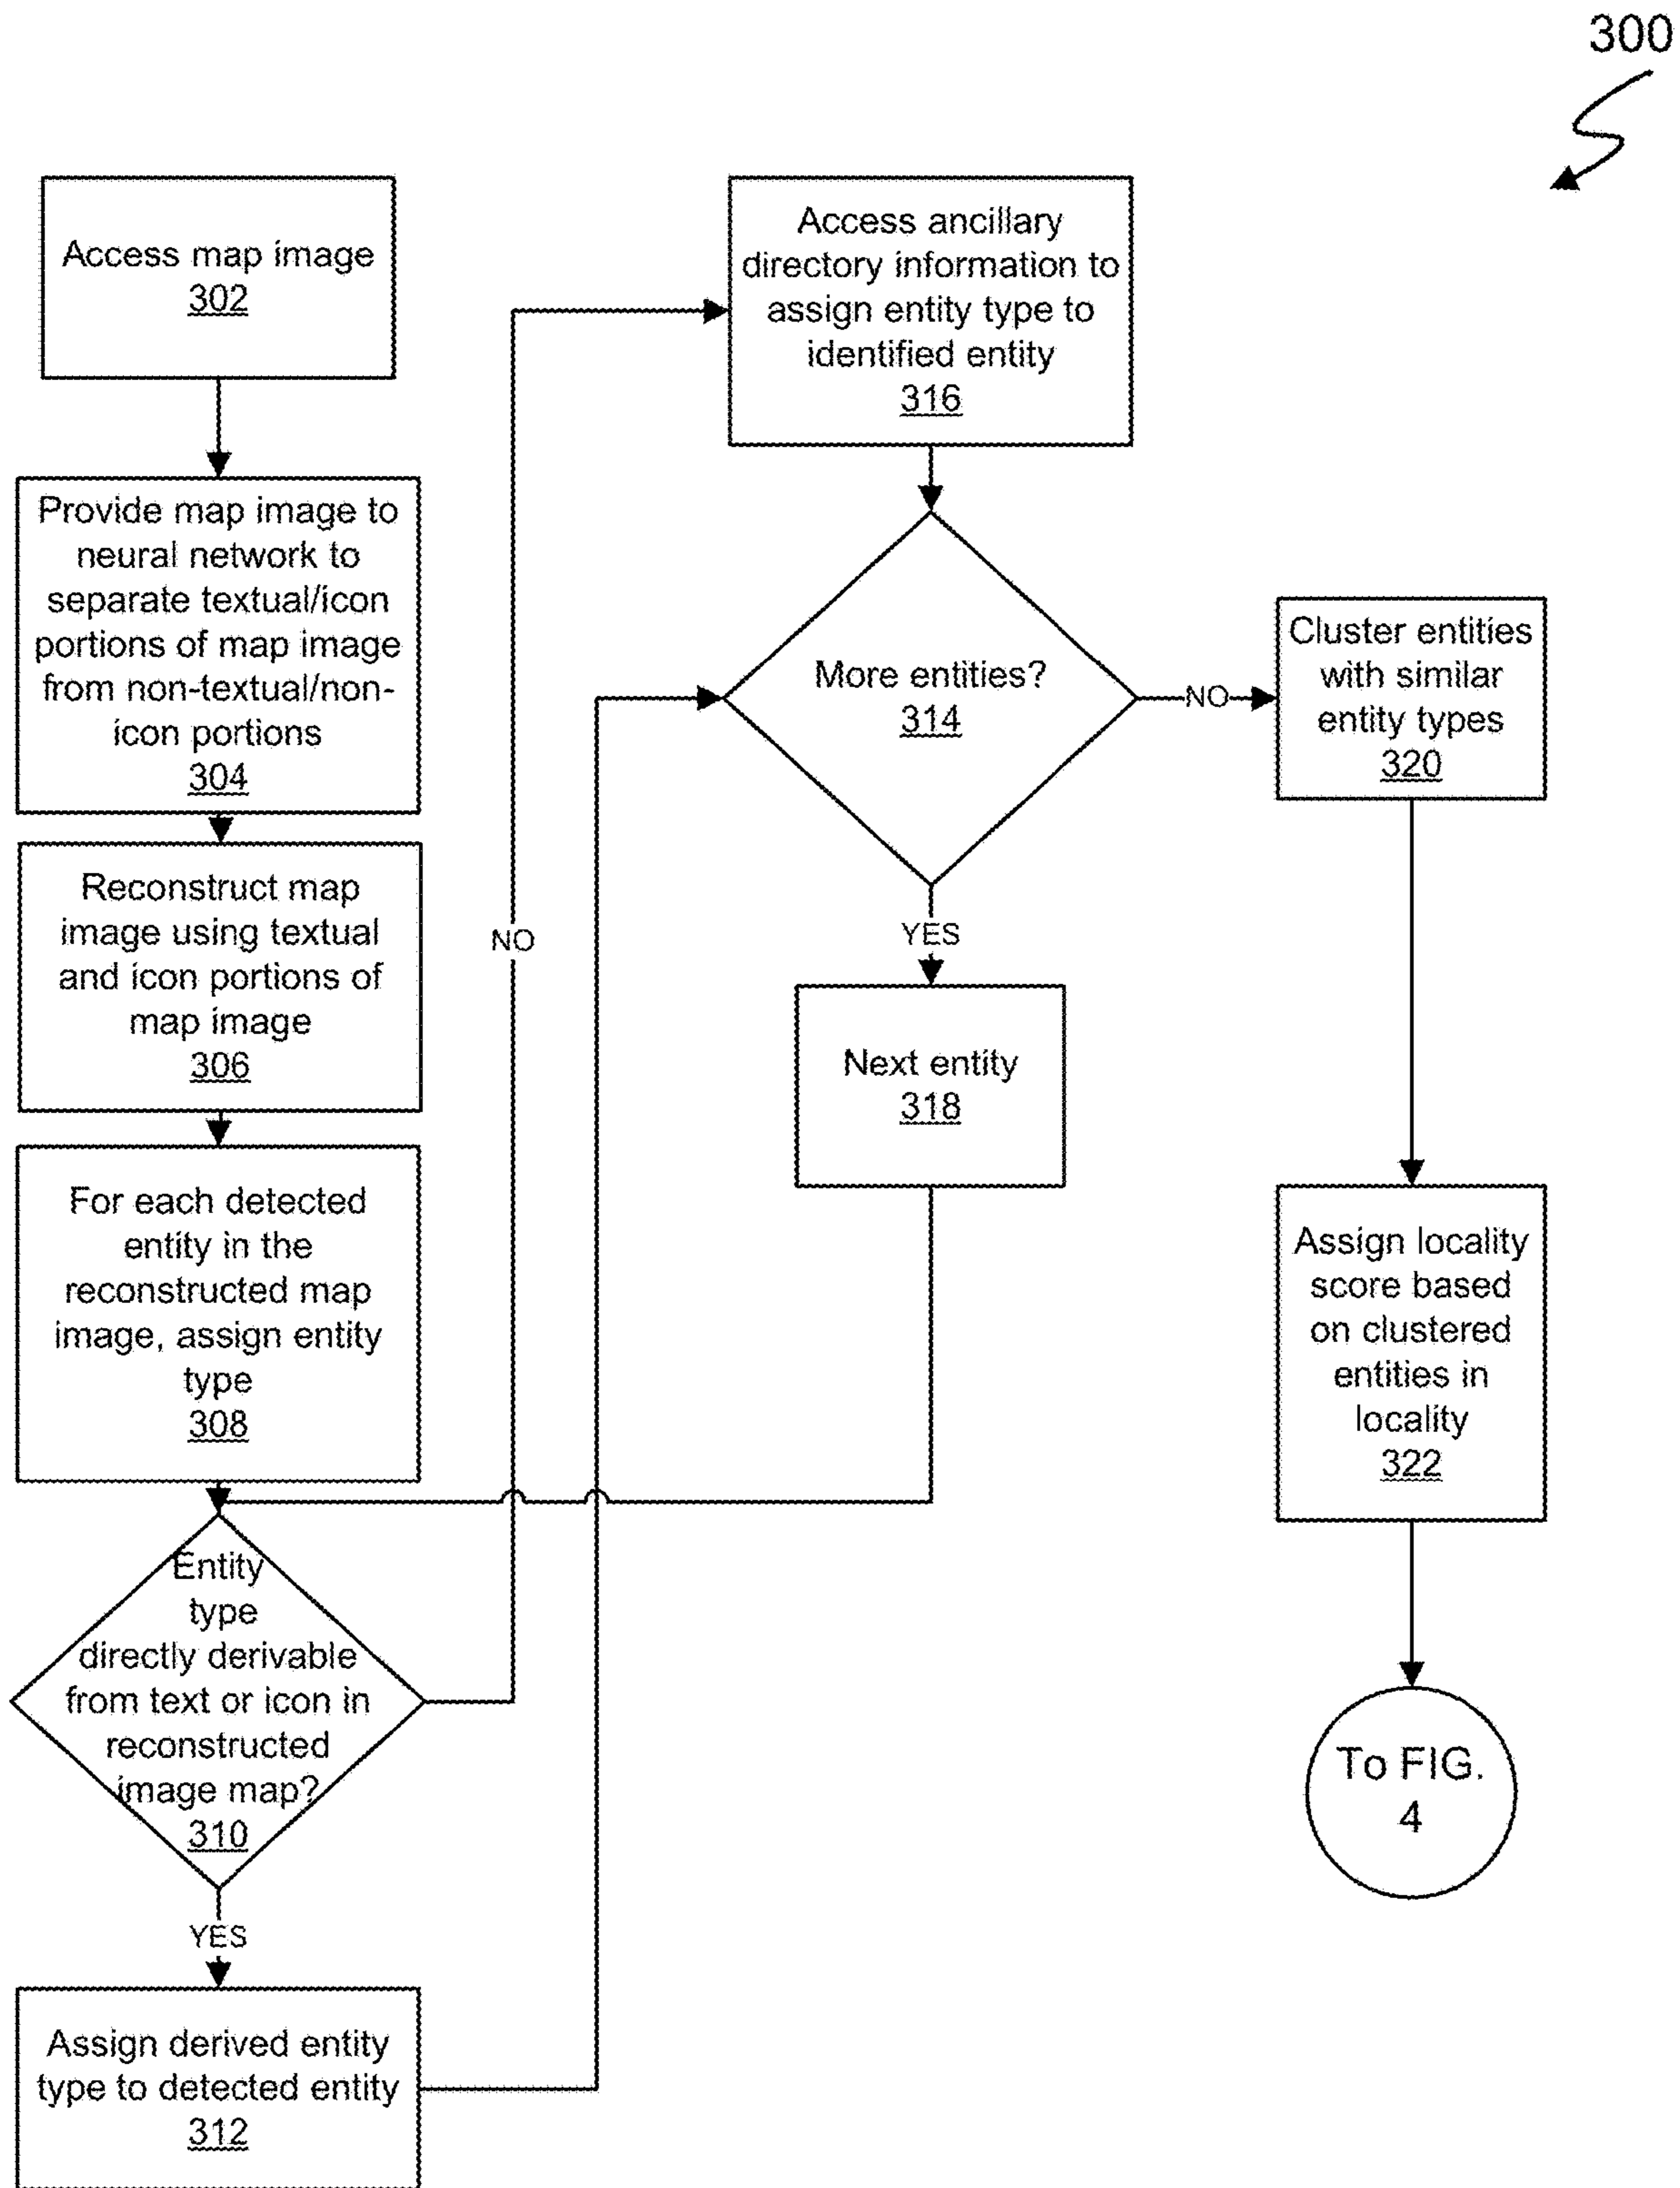 300
Access map image
302
Provide map image to
neural network to
separate textual/icon
portions of map image
from non-textual/non-
icon portions
304
Reconstruct map
image using textual
and icon portions of
map image
306
For each detected
entity in the
reconstructed map
image, assign entity
type
308
Entity
type
directly derivable
from text or icon in
reconstructed
image map?
310
YES
Assign derived entity
type to detected entity
312
NO
Access ancillary
directory information to
assign entity type to
identified entity
316
More entities?
314
YES
Next entity
318
NO
Cluster entities
with similar
entity types
320
Assign locality
score based
on clustered
entities in
locality
322
To FIG.
4